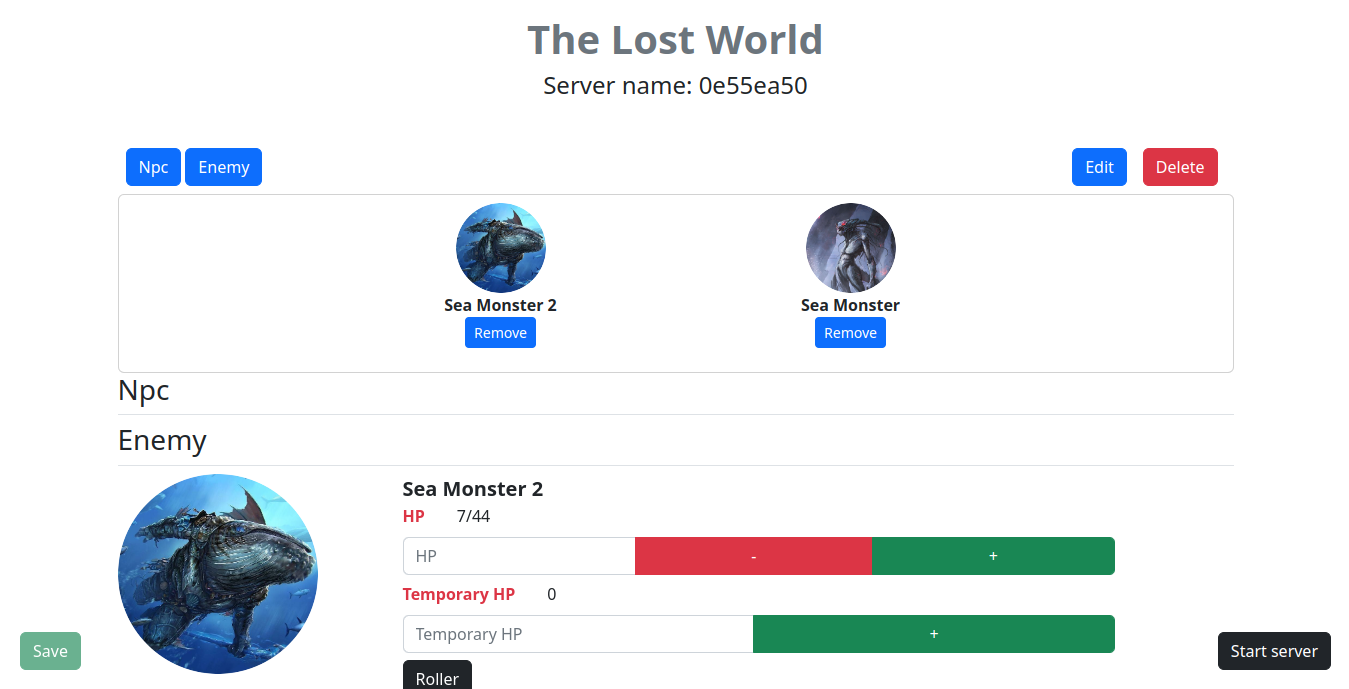 The Lost World
Server name: 0e55ea50
Npc Enemy Edit Delete
Sea Monster 2 Sea Monster
Remove Remove
Npc
Enemy
Sea Monster 2
HP 7/44
HP - +
Temporary HP 0
Temporary HP +
Save Start server
Roller